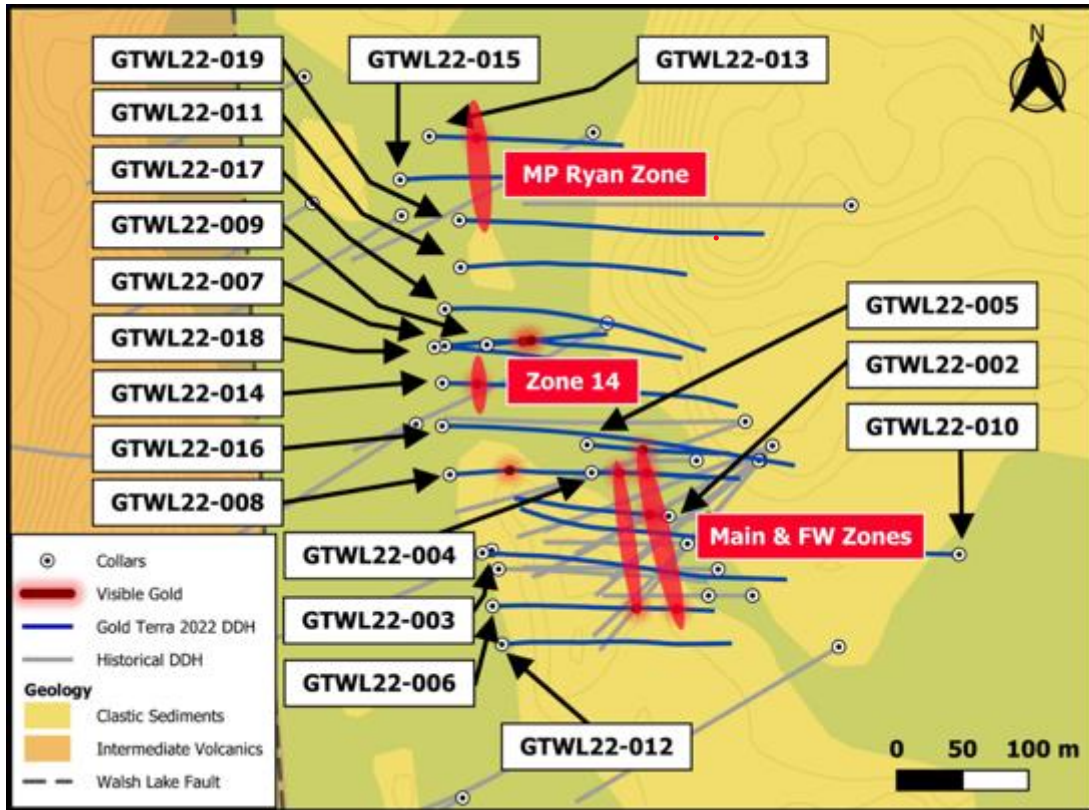 GTWL22-019
GTWL22-015
GTWL22-013
N
GTWL22-011
GTWL22-017
MP Ryan Zone
GTWL22-009
GTWL22-007
GTWL22-005
GTWL22-018
GTWL22-002
GTWL22-014
Zone 14
GTWL22-010
GTWL22-016
GTWL22-008
Main & FW Zones
GTWL22-004
GTWL22-003
GTWL22-006
GTWL22-012
Collars
Visible Gold
Gold Terra 2022 DDH
Historical DDH
Geology
Clastic Sediments
Intermediate Volcanics
Walsh Lake Fault
0 50 100 m